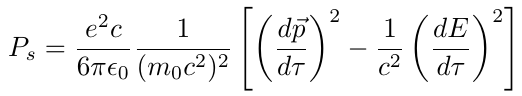 $P_s = \frac{e^2 c}{6\pi\epsilon_0} \frac{1}{(m_0 c^2)^2} \left[ \left( \frac{d\vec{p}}{d\tau} \right)^2 - \frac{1}{c^2} \left( \frac{dE}{d\tau} \right)^2 \right]$